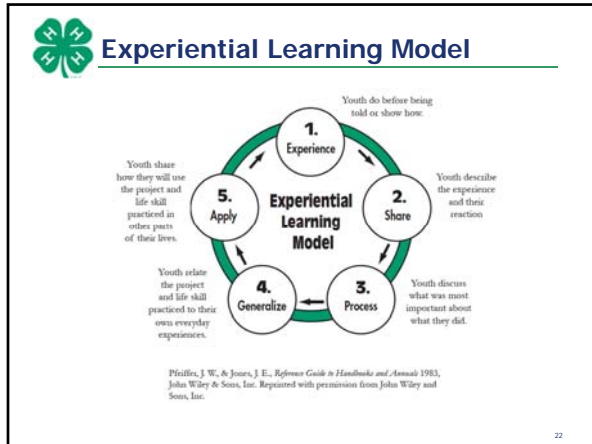 H H
H H
Experiential Learning Model
Youth do before being
told or show how.
1.
Experience
2.
Share
Youth describe
the experience
and their
reaction
3.
Process
Youth discuss
what was most
important about
what they did.
4.
Generalize
Youth relate
the project
and life skill
practiced to their
own everyday
experiences.
5.
Apply
Youth share
how they will use
the project and
life skill
practiced in
other parts
of their lives.
Experiential
Learning
Model
Pfeiffer, J. W., & Jones, J. E., Reference Guide to Handbooks and Annuals 1983,
John Wiley & Sons, Inc. Reprinted with permission from John Wiley and
Sons, Inc.
22